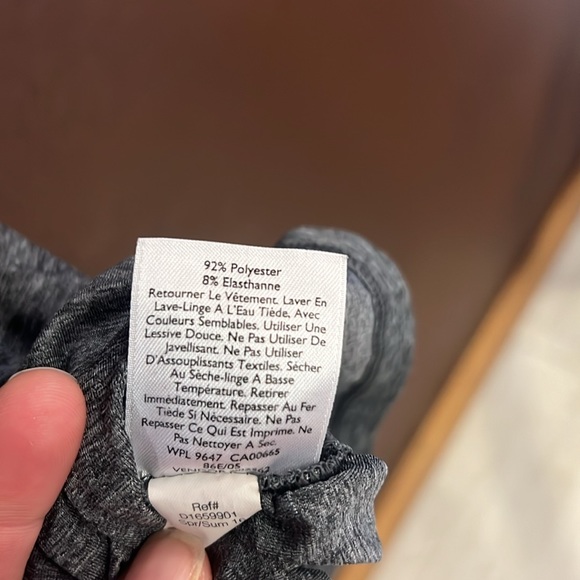 92% Polyester
8% Elasthanne
Retourner Le Vêtement. Laver En
Lave-Linge A L'Eau Tiède, Avec
Couleurs Semblables. Utiliser Une
Lessive Douce. Ne Pas Utiliser De
Javellisant. Ne Pas Utiliser
D'Assouplissants Textiles. Sécher
Au Sèche-linge A Basse
Température. Retirer
Immédiatement. Repasser Au Fer
Tiède Si Nécessaire. Ne Pas
Repasser Ce Qui Est Imprime. Ne
Pas Nettoyer A Sec.
WPL 9647 CA00665
86E/05
Ref#
D1659901
Spr/Sum